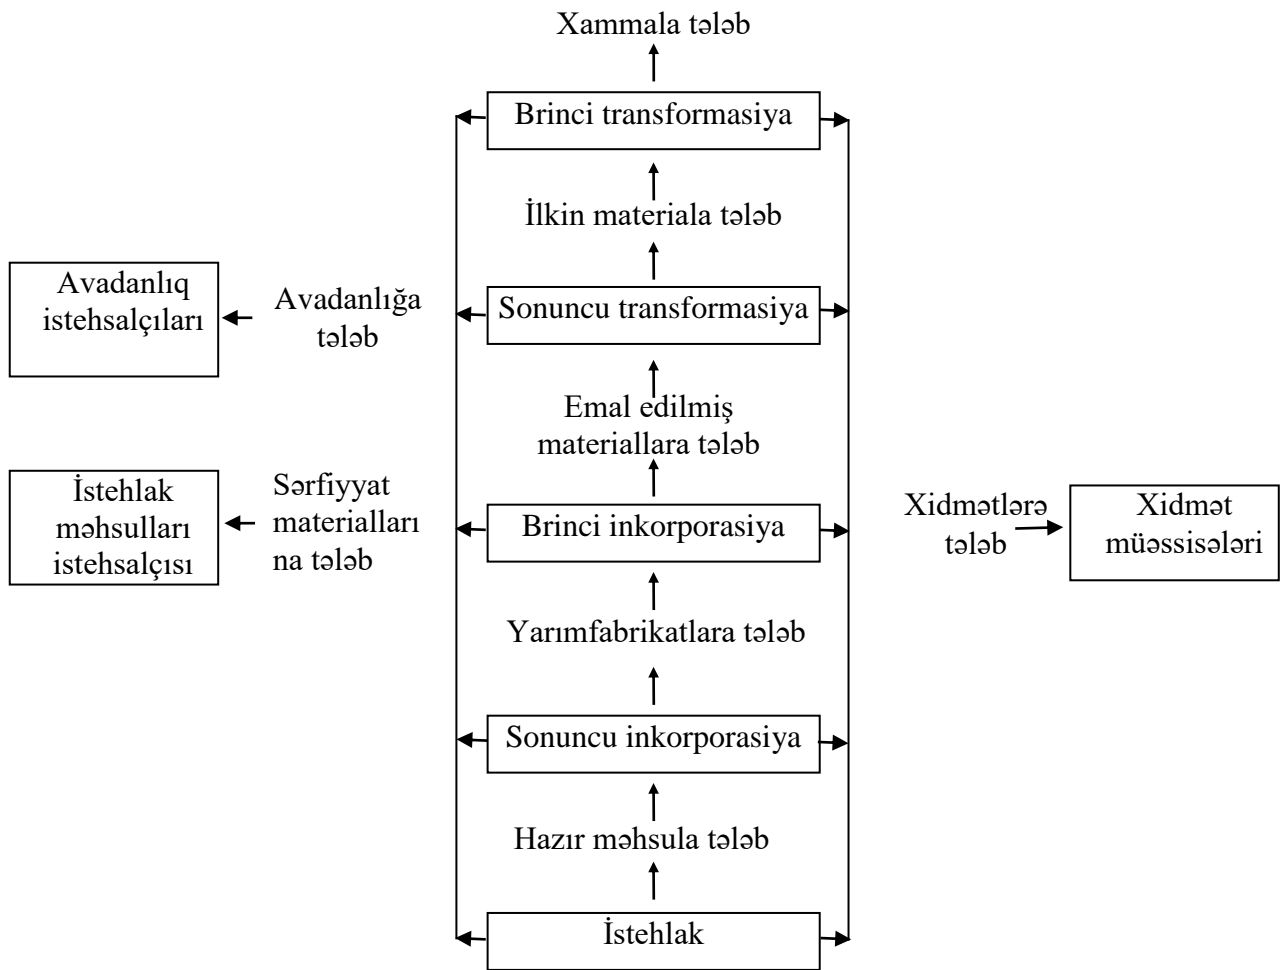 Xammala tələb
Brinci transformasiya
İlkin materiala tələb
Avadanlıq
istehsalçıları
Avadanlığa
tələb
Sonuncu transformasiya
Emal edilmiş
materiallara tələb
İstehlak
məhsulları
istehsalçısı
Sərfiyyat
materialları
na tələb
Brinci inkorporasiya
Xidmətlərə
tələb
Xidmət
müəssisələri
Yarımfabrikatlara tələb
Sonuncu inkorporasiya
Hazır məhsula tələb
İstehlak